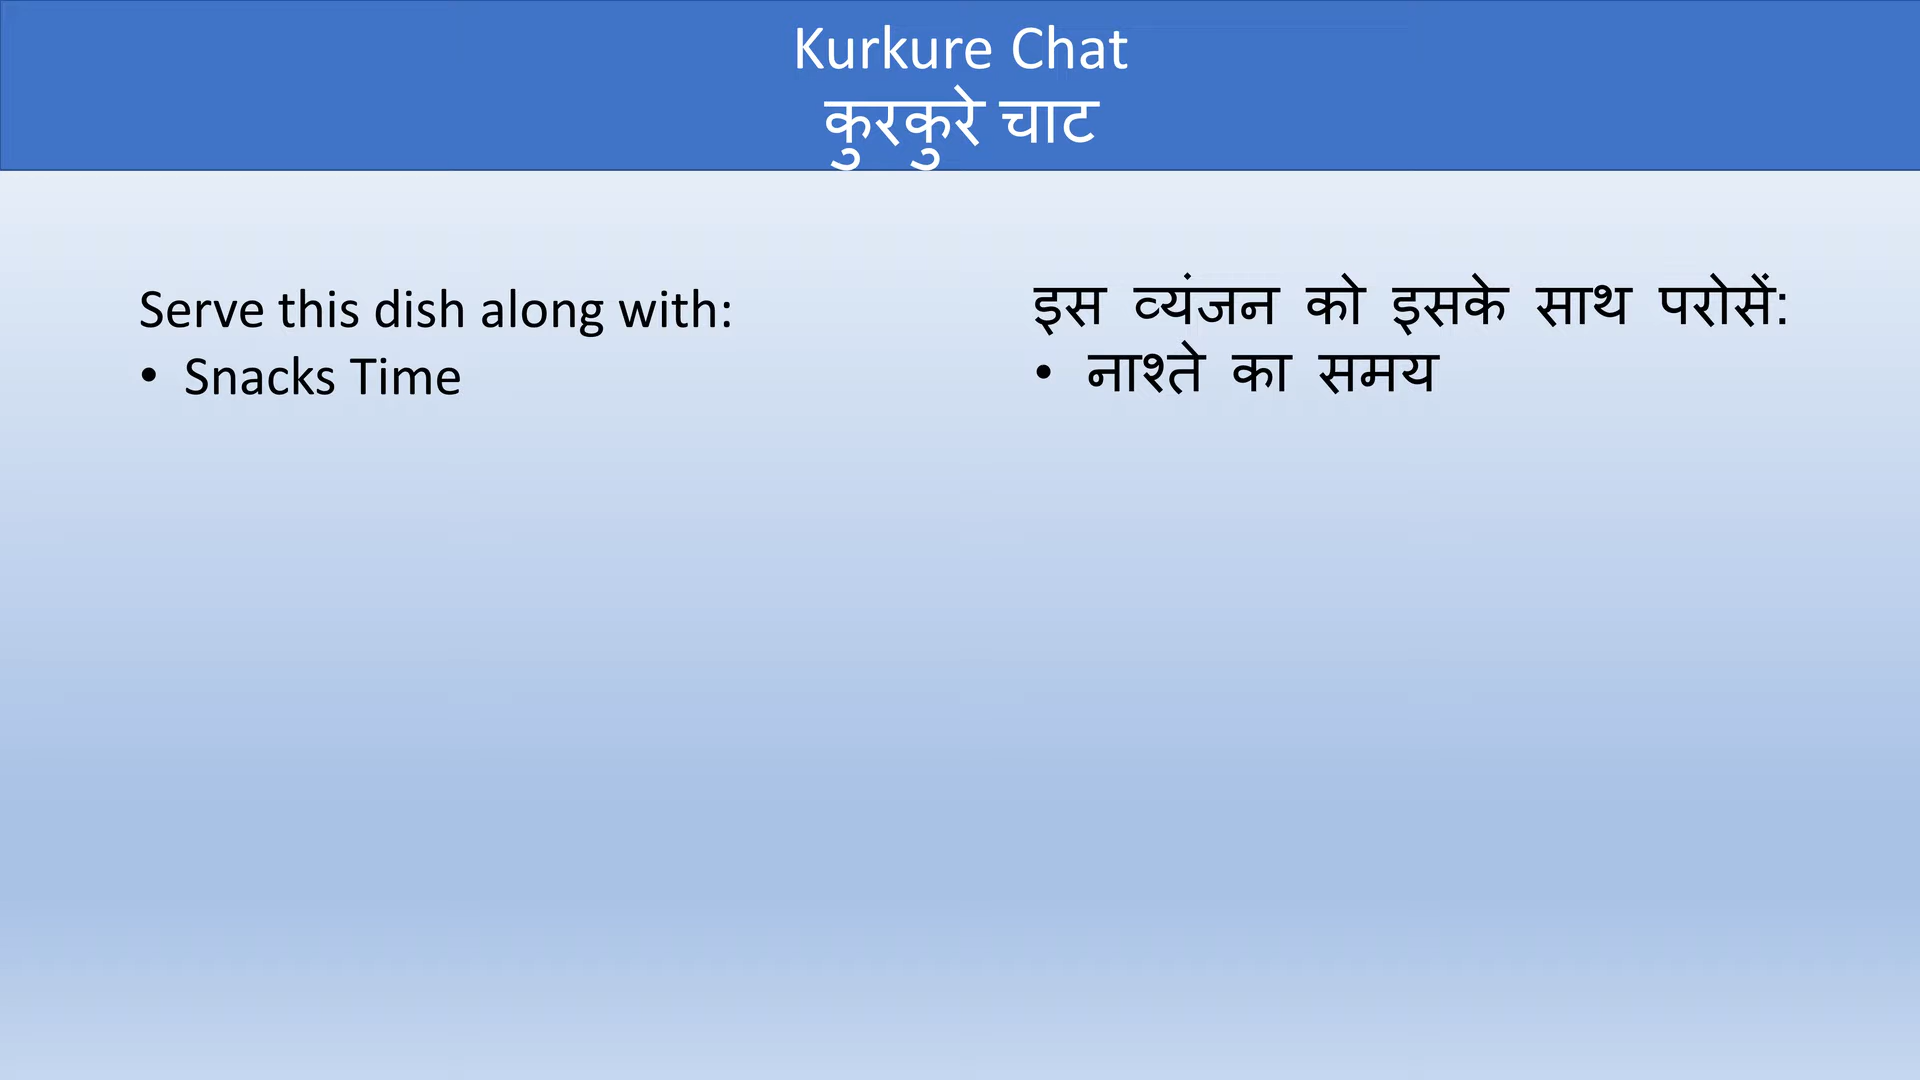 Kurkure Chat
कुरकुरे चाट
Serve this dish along with:
• Snacks Time
इस व्यंजन को इसके साथ परोसें:
• नाश्ते का समय